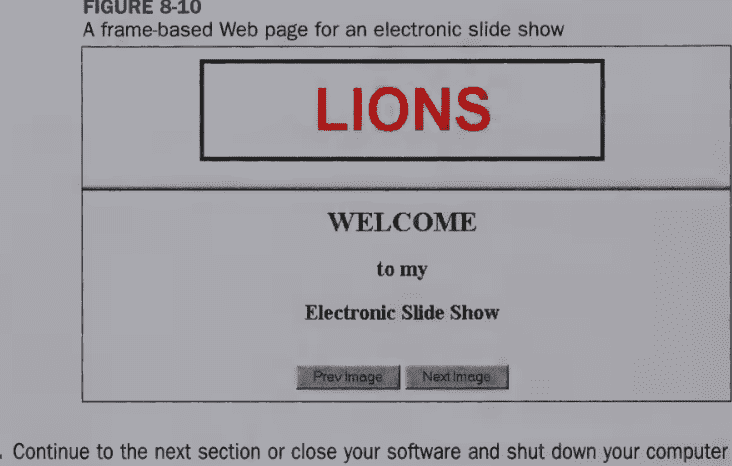 FIGURE 8-10
A frame-based Web page for an electronic slide show
LIONS
WELCOME
to my
Electronic Slide Show
Prev Image Next Image
. Continue to the next section or close your software and shut down your computer